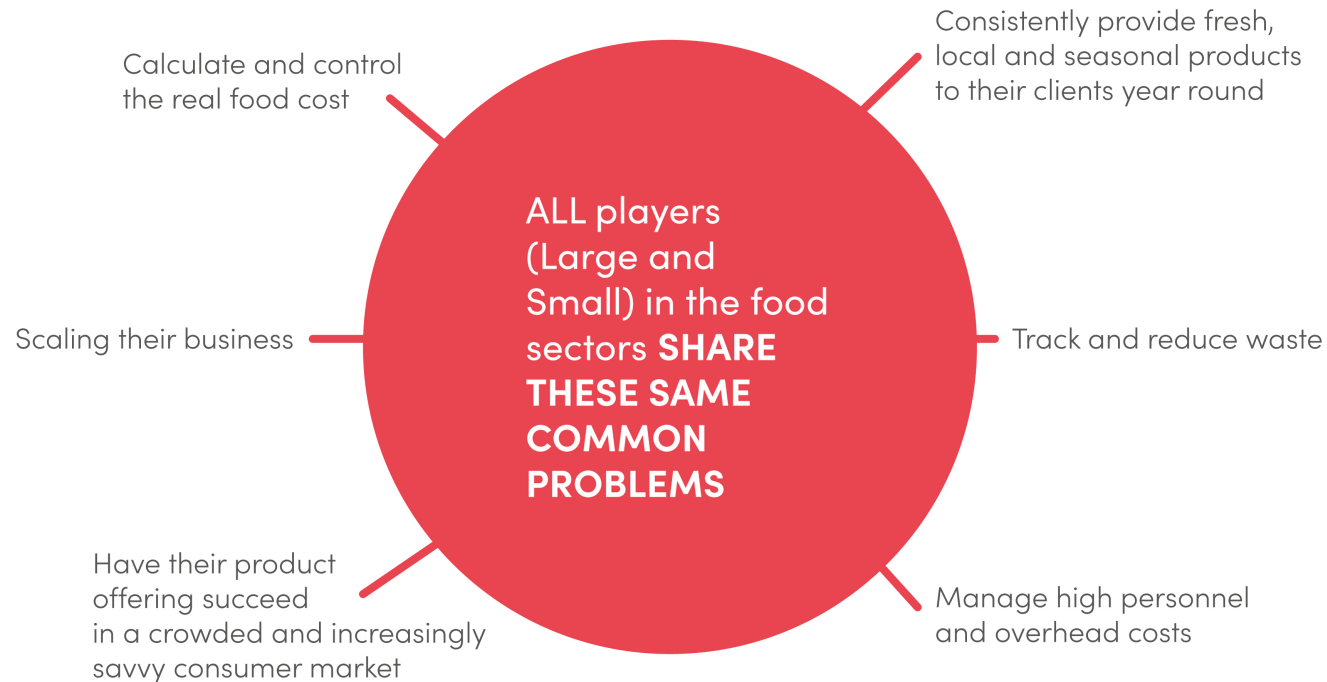 Calculate and control
the real food cost
Consistently provide fresh,
local and seasonal products
to their clients year round
ALL players
(Large and
Small) in the food
sectors SHARE
THESE SAME
COMMON
PROBLEMS
Scaling their business
Track and reduce waste
Have their product
offering succeed
in a crowded and increasingly
savvy consumer market
Manage high personnel
and overhead costs